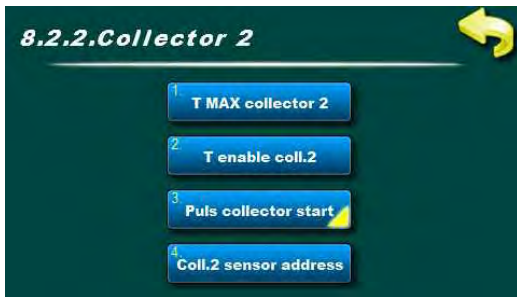 8.2.2.Collector 2
1. T MAX collector 2
2. T enable coll.2
3. Puls collector start
4. Coll.2 sensor address